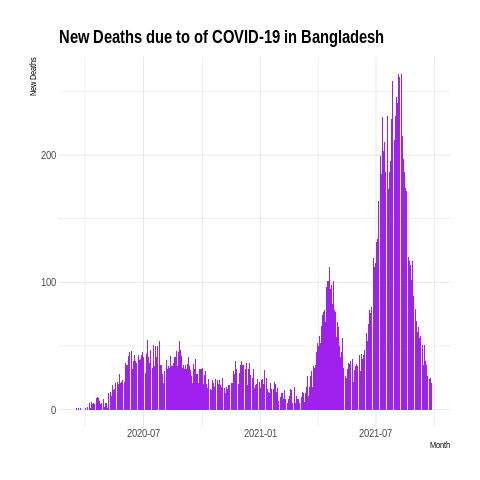 New Deaths due to of COVID-19 in Bangladesh
New Deaths
200
100
0
2020-07
2021-01
2021-07
Month